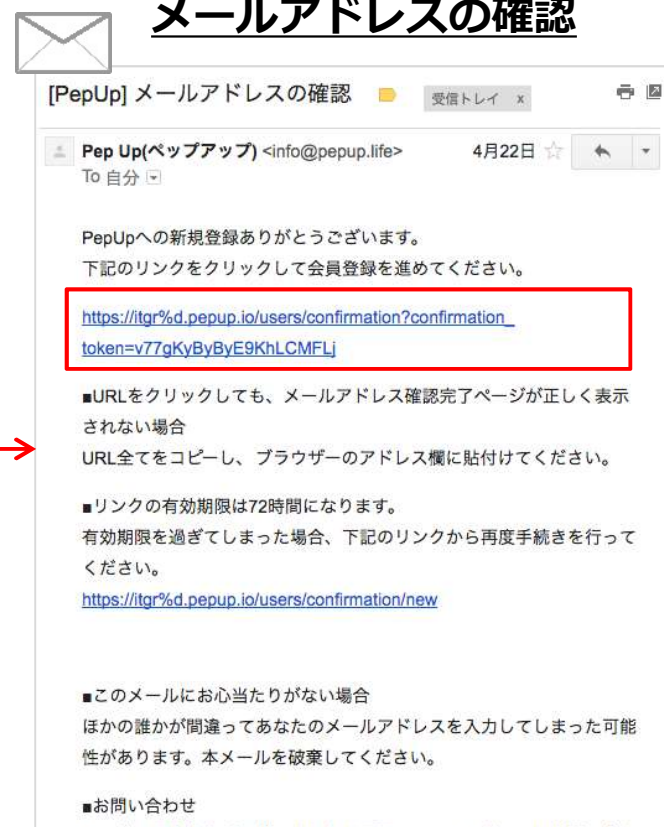 メールアドレスの確認
[PepUp] メールアドレスの確認 受信トレイ x
Pep Up(ペップアップ) <info@pepup.life> 4月22日
To 自分
PepUpへの新規登録ありがとうございます。
下記のリンクをクリックして会員登録を進めてください。
https://itgr%d.pepup.io/users/confirmation?confirmation_
token=v77gKyByByE9KhLCMFLj
■URLをクリックしても、メールアドレス確認完了ページが正しく表示
されない場合
URL全てをコピーし、ブラウザーのアドレス欄に貼付けてください。
■リンクの有効期限は72時間になります。
有効期限を過ぎてしまった場合、下記のリンクから再度手続きを行って
ください。
https://itgr%d.pepup.io/users/confirmation/new
■このメールにお心当たりがない場合
ほかの誰かが間違ってあなたのメールアドレスを入力してしまった可能
性があります。本メールを破棄してください。
■お問い合わせ